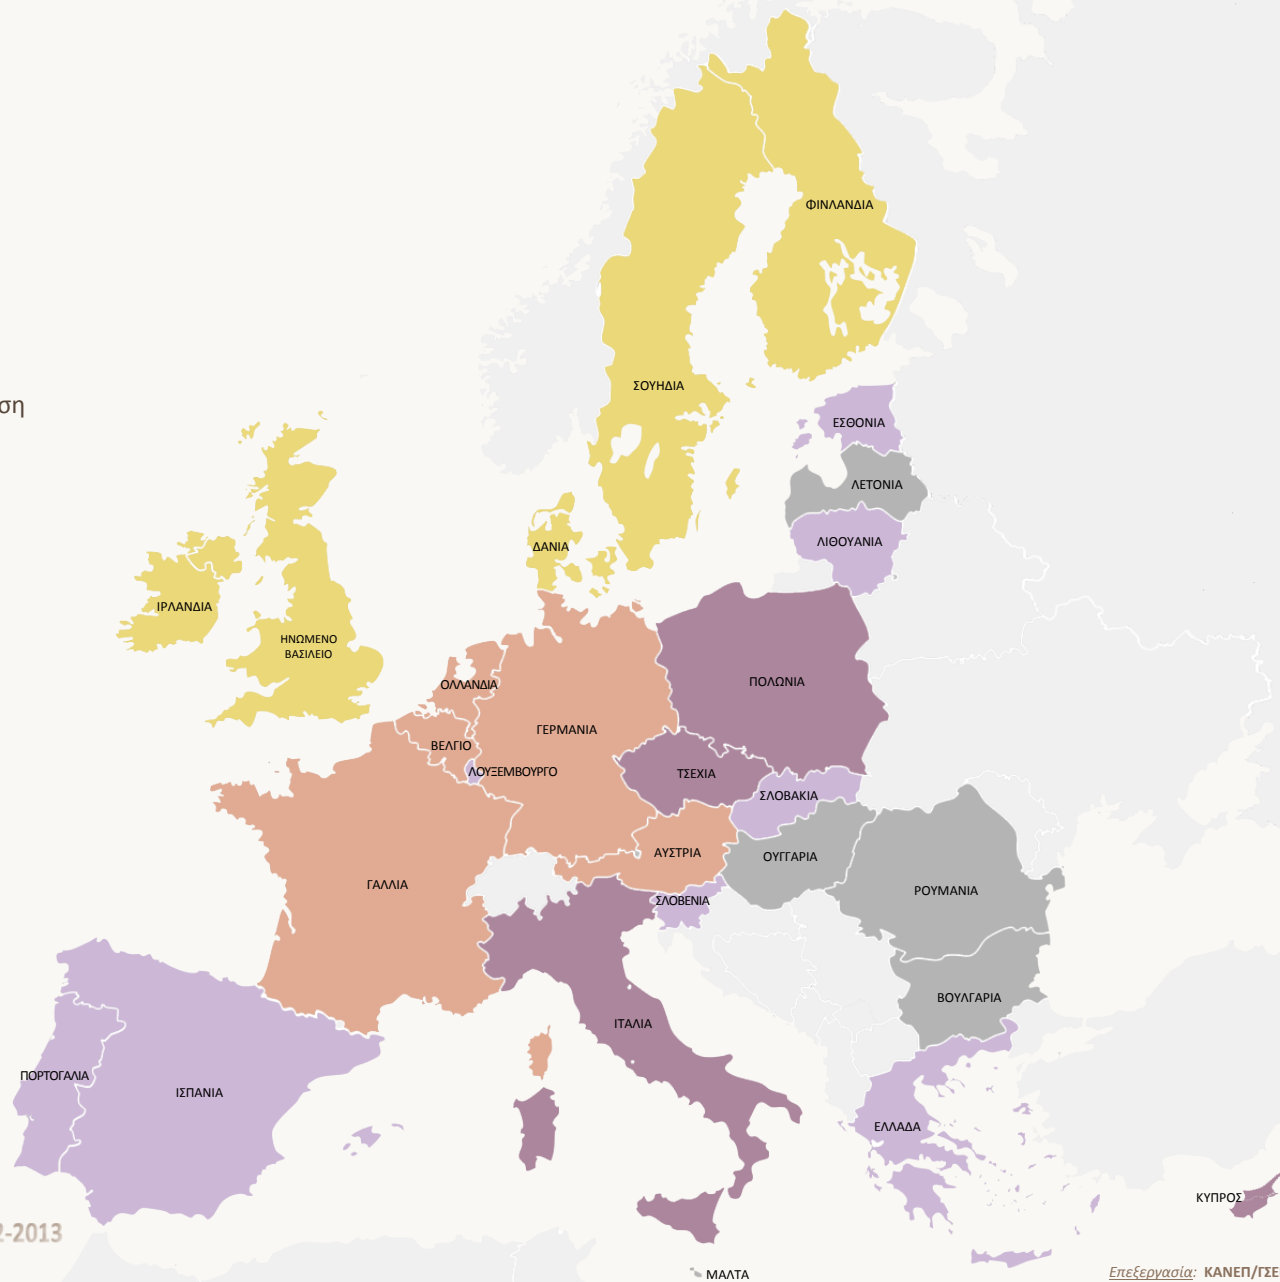 ΦΙΝΛΑΝΔΙΑ
ΣΟΥΗΔΙΑ
ση
ΕΣΘΟΝΙΑ
ΛΕΤΟΝΙΑ
ΛΙΘΟΥΑΝΙΑ
ΔΑΝΙΑ
ΙΡΛΑΝΔΙΑ
ΗΝΩΜΕΝΟ
ΒΑΣΙΛΕΙΟ
ΟΛΛΑΝΔΙΑ
ΠΟΛΩΝΙΑ
ΓΕΡΜΑΝΙΑ
ΒΕΛΓΙΟ
ΛΟΥΞΕΜΒΟΥΡΓΟ
ΤΣΕΧΙΑ
ΣΛΟΒΑΚΙΑ
ΑΥΣΤΡΙΑ
ΟΥΓΓΑΡΙΑ
ΓΑΛΛΙΑ
ΡΟΥΜΑΝΙΑ
ΣΛΟΒΕΝΙΑ
ΒΟΥΛΓΑΡΙΑ
ΙΤΑΛΙΑ
ΠΟΡΤΟΓΑΛΙΑ
ΙΣΠΑΝΙΑ
ΕΛΛΑΔΑ
ΚΥΠΡΟΣ
2-2013
ΜΑΛΤΑ
Επεξεργασία: ΚΑΝΕΠ/ΓΣΕ